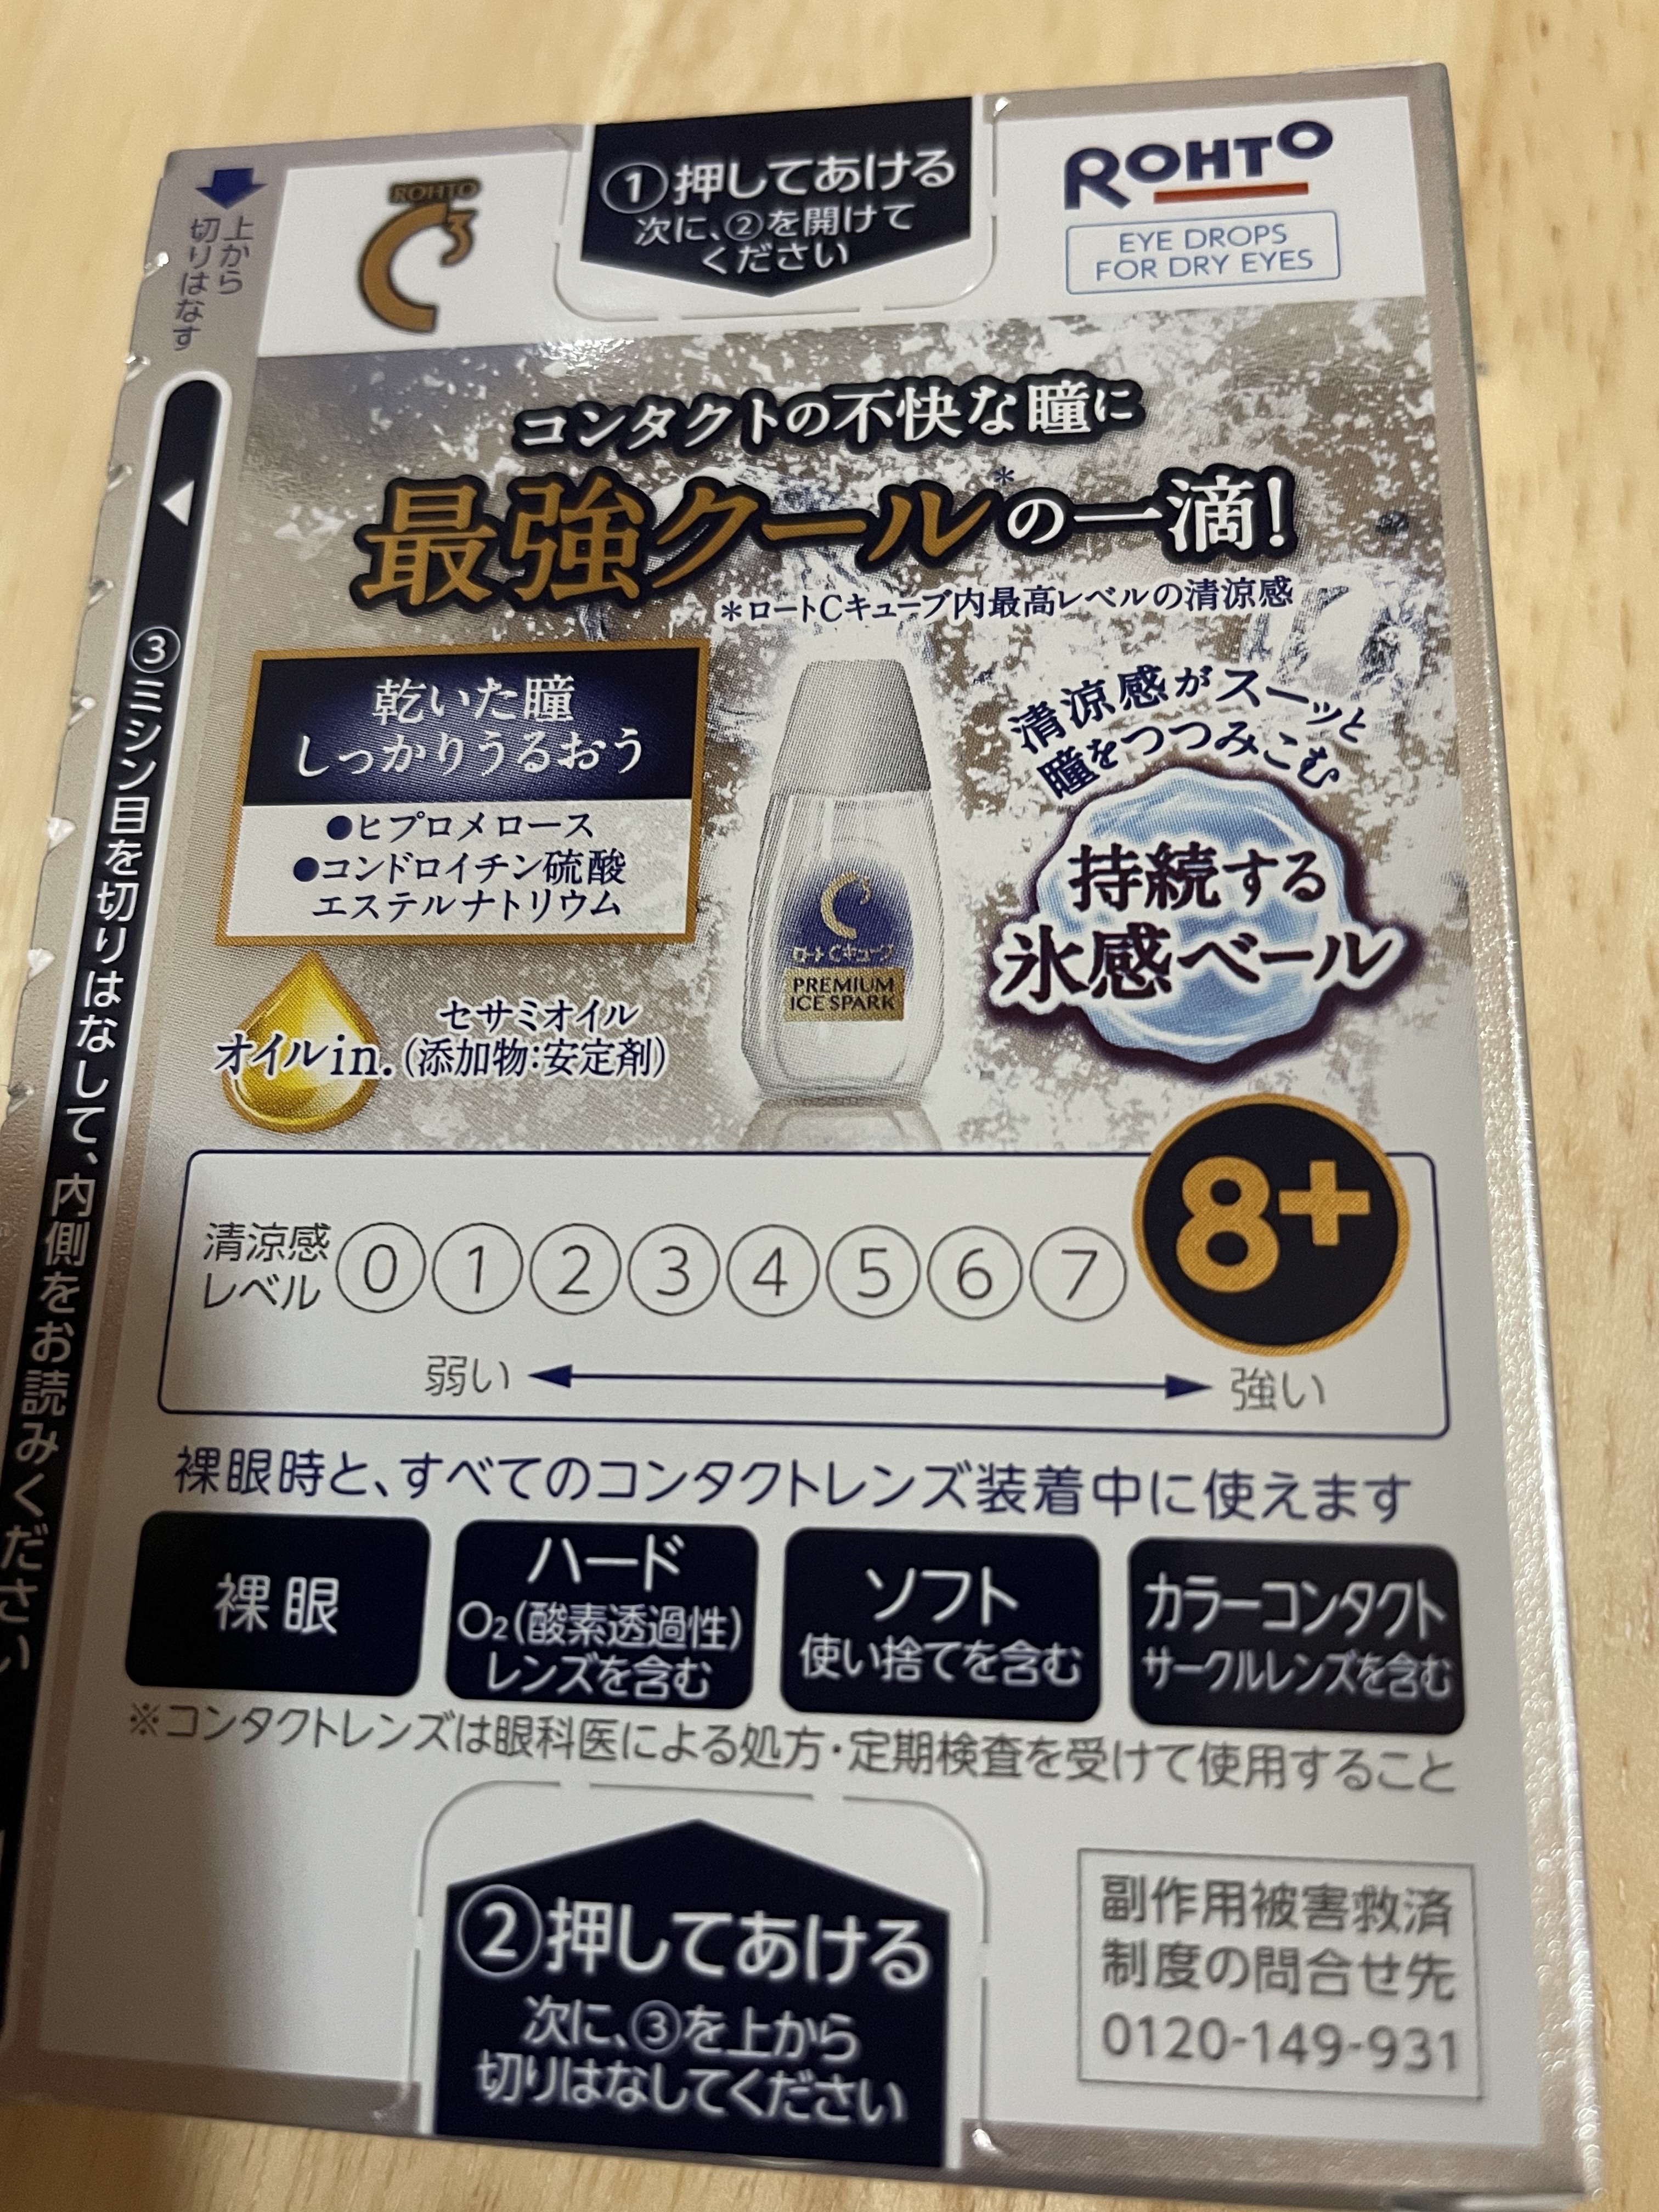 上から
切りはなす
ROHTO
C3
①押してあける
次に、②を開けて
ください
ROHTO
EYE DROPS
FOR DRY EYES
コンタクトの不快な瞳に
最強クール*の一滴!
*ロートCキューブ内最高レベルの清涼感
乾いた瞳
しっかりうるおう
●ヒプロメロース
●コンドロイチン硫酸
エステルナトリウム
オイルin.
セサミオイル
(添加物:安定剤)
C3
ロートCキューブ
PREMIUM
ICE SPARK
清涼感がスーッと
瞳をつつみこむ
持続する
氷感ベール
清涼感
レベル
0 1 2 3 4 5 6 7 8+
弱い
強い
裸眼時と、すべてのコンタクトレンズ装着中に使えます
裸眼
ハード
O2(酸素透過性)
レンズを含む
ソフト
使い捨てを含む
カラーコンタクト
サークルレンズを含む
※コンタクトレンズは眼科医による処方・定期検査を受けて使用すること
②押してあける
次に、③を上から
切りはなしてください
副作用被害救済
制度の問合せ先
0120-149-931
③ミシン目を切りはなして、内側をお読みください